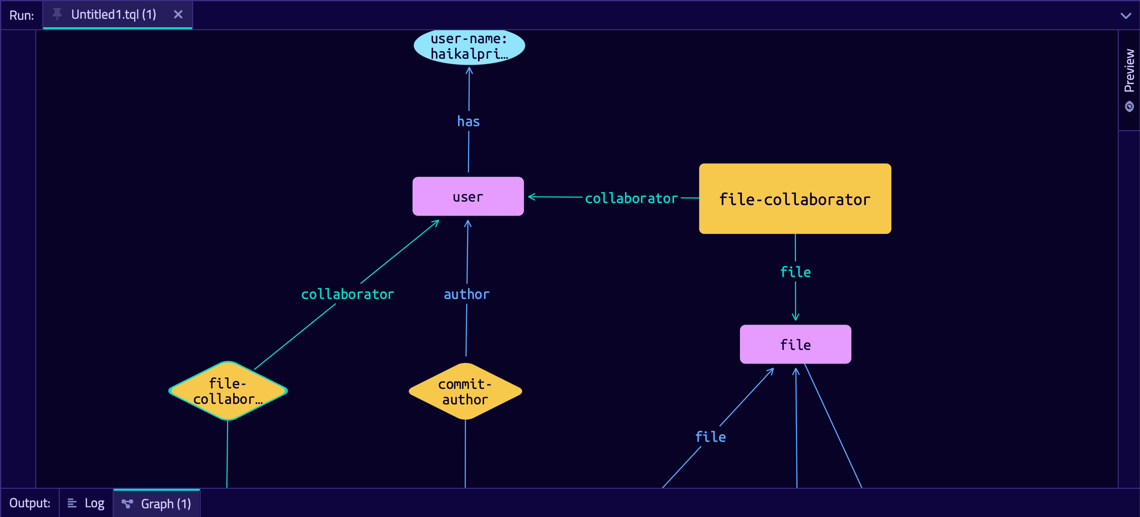 Run:
Untitled1.tql (1)
Preview
user-name:
haikalpri…
has
user
collaborator
file-collaborator
file
collaborator
author
file
file-
collabor…
commit-
author
file
Output:
Log
Graph (1)